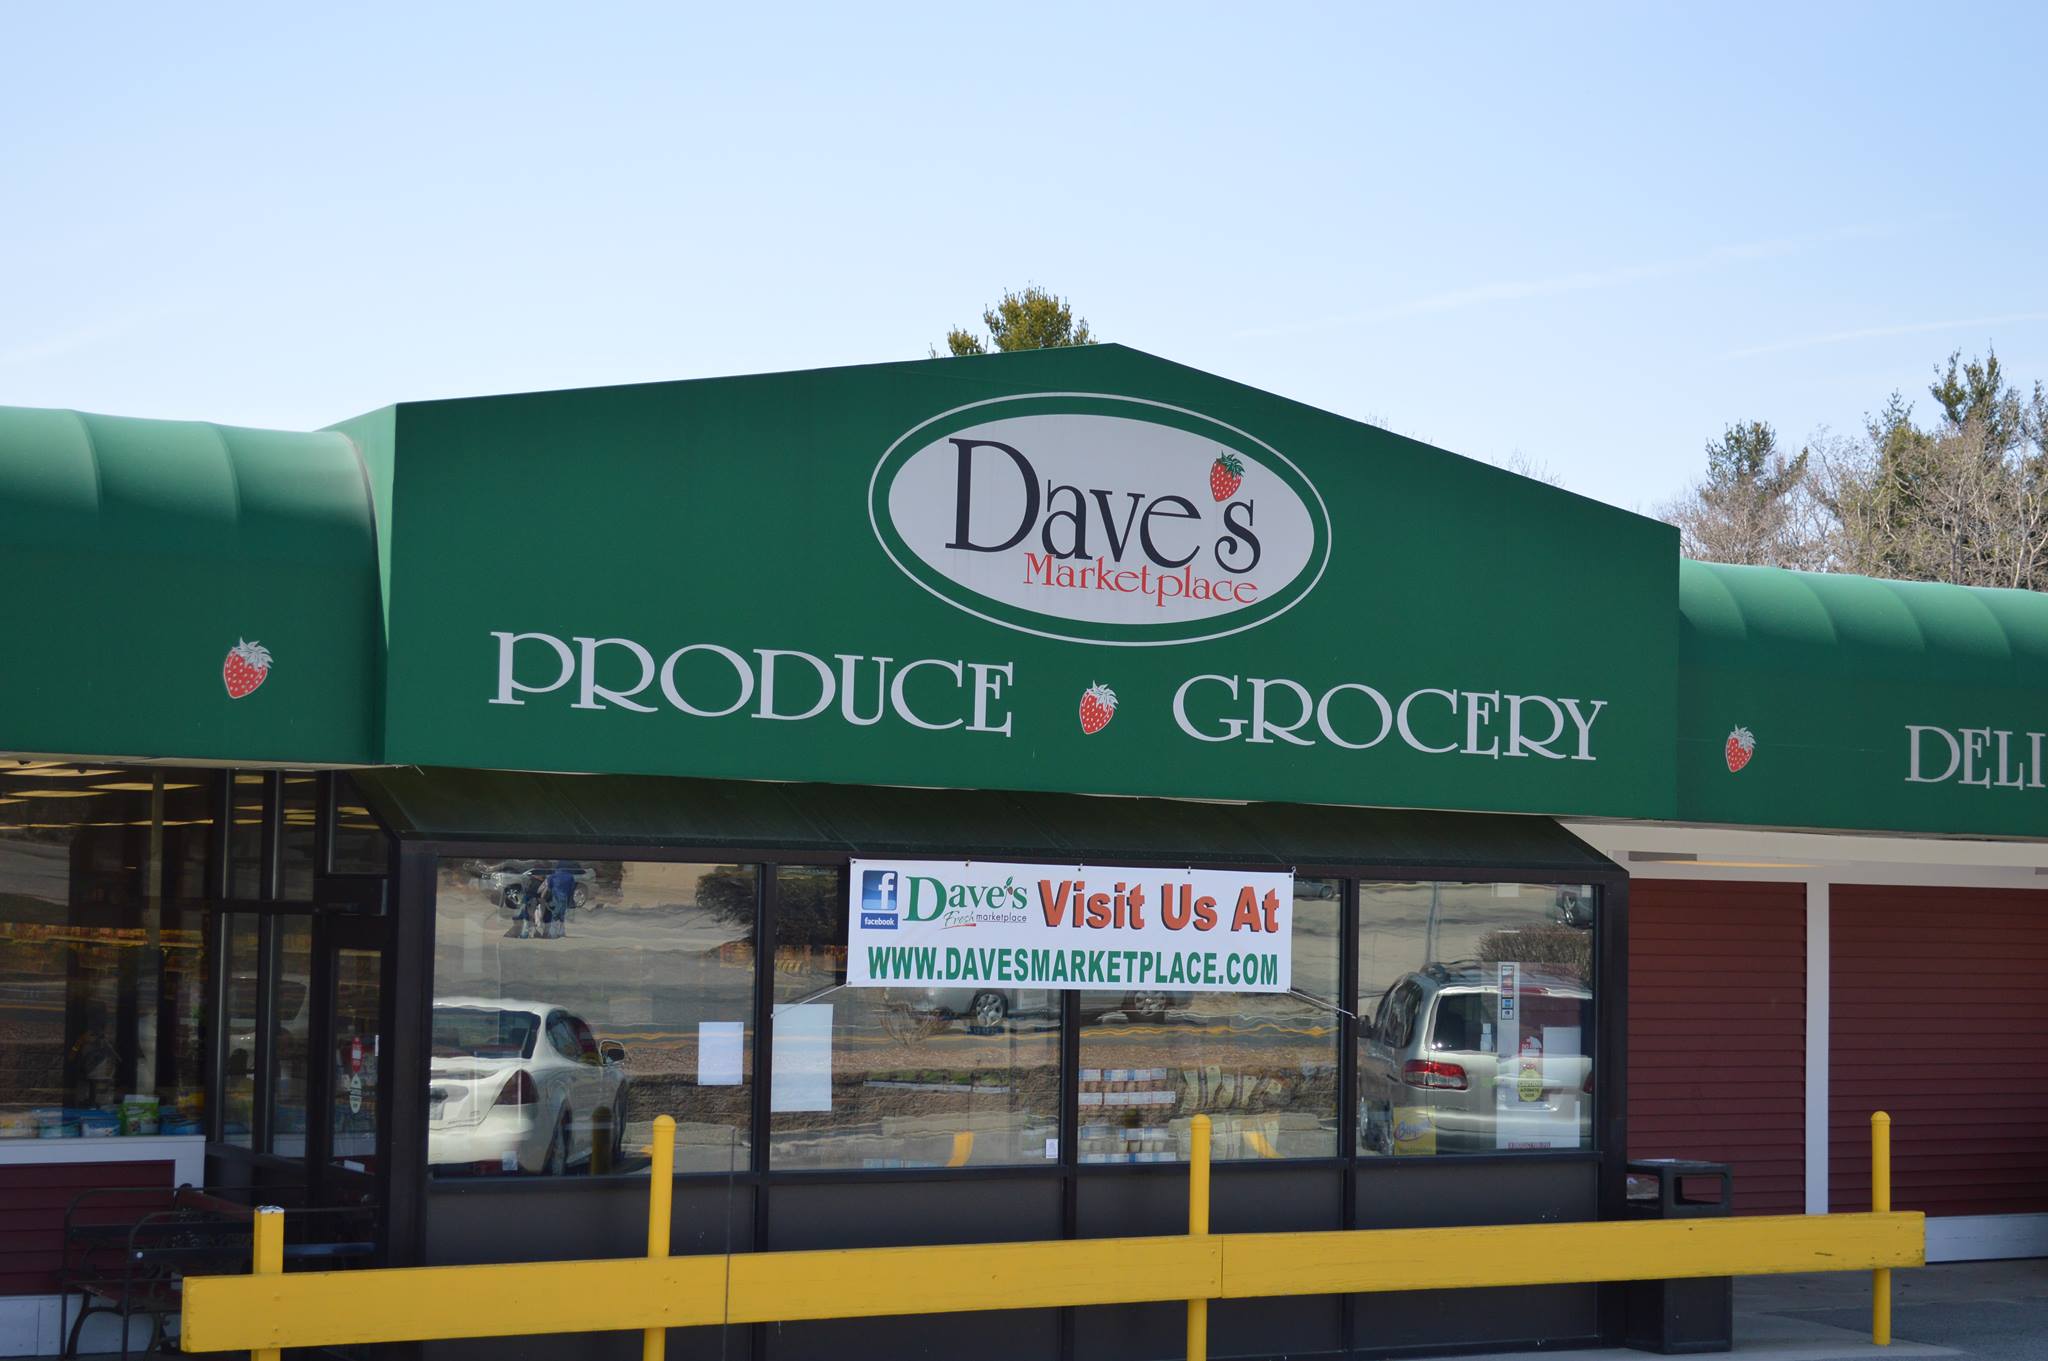 Dave's
Marketplace
PRODUCE GROCERY
DELI
f
facebook
Dave's
Fresh marketplace
Visit Us At
WWW.DAVESMARKETPLACE.COM